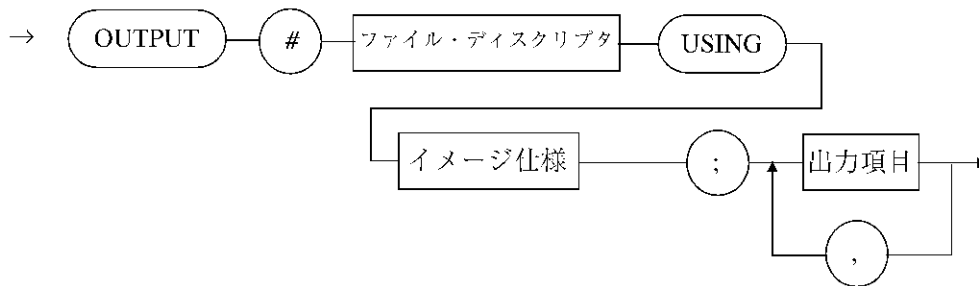 → OUTPUT # ファイル・ディスクリプタ USING
イメージ仕様 ; 出力項目
,